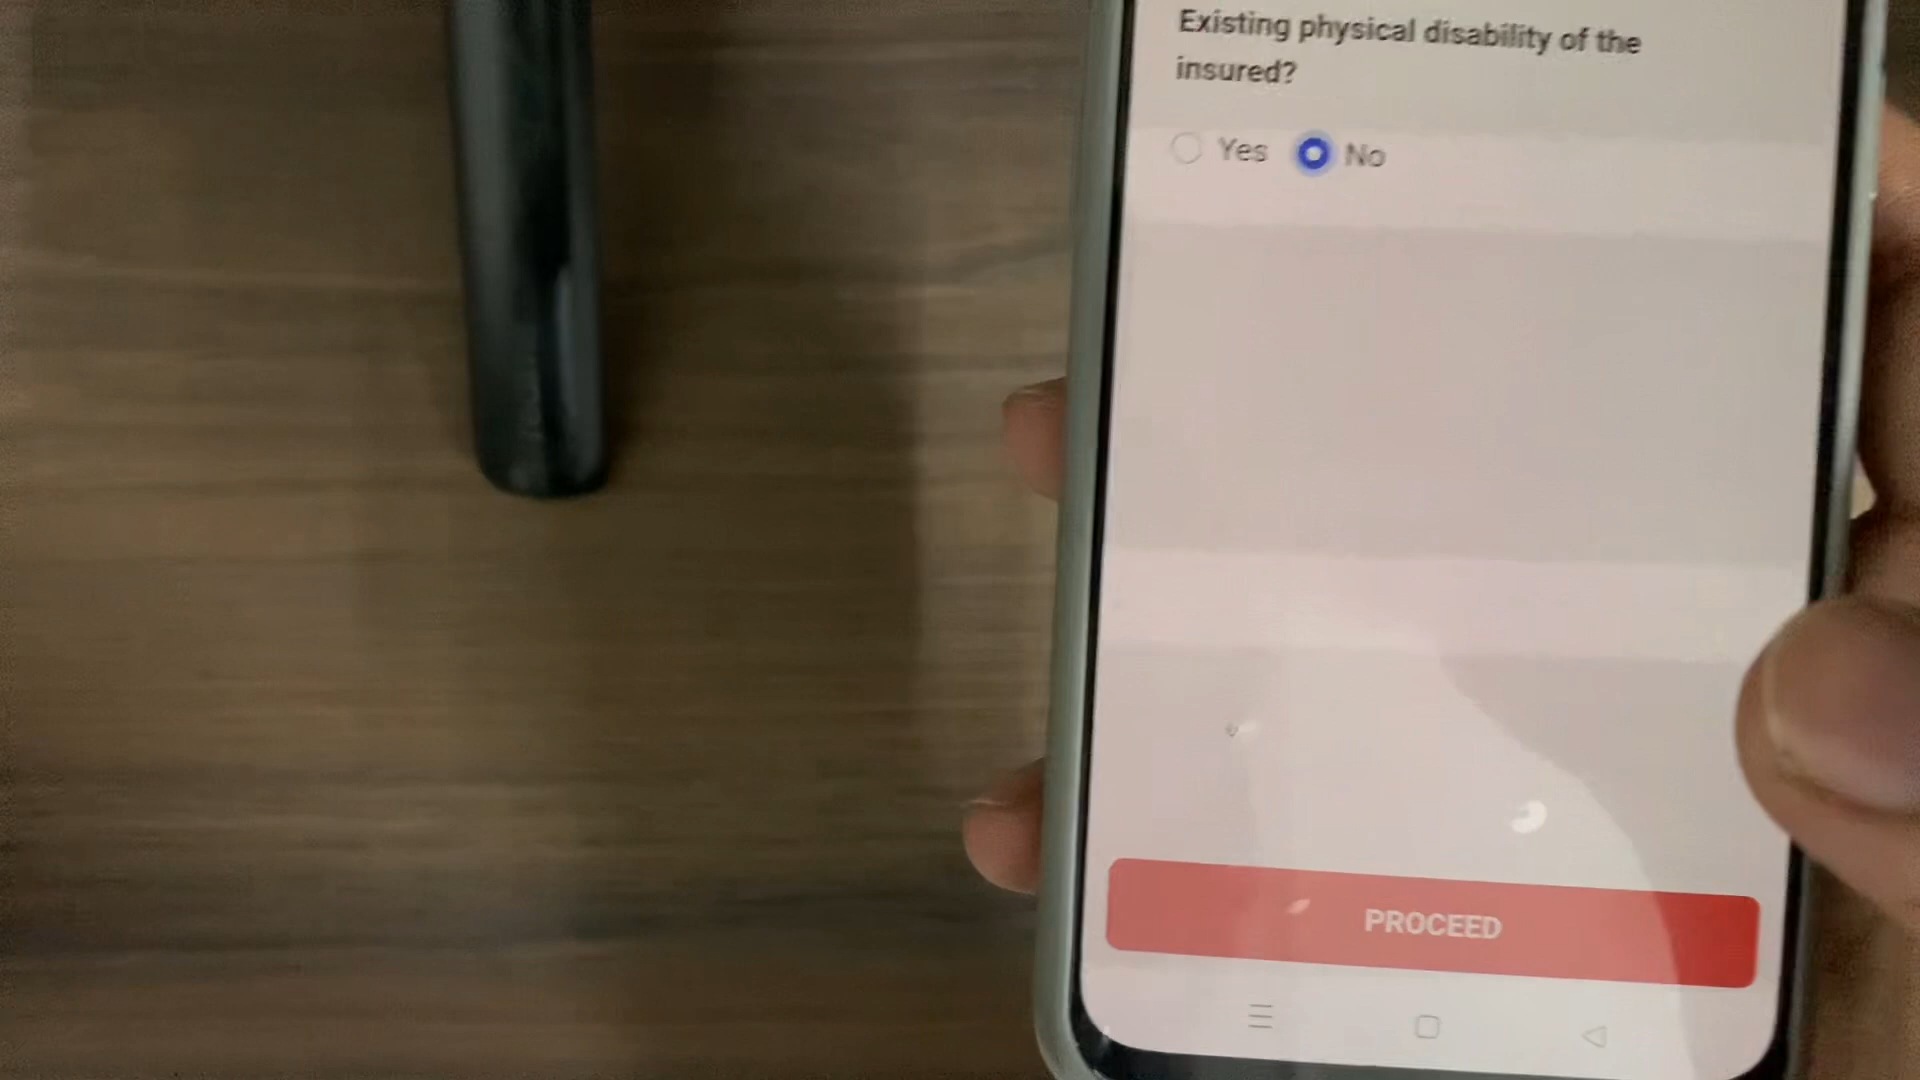 Existing physical disability of the
insured?
Yes No
PROCEED